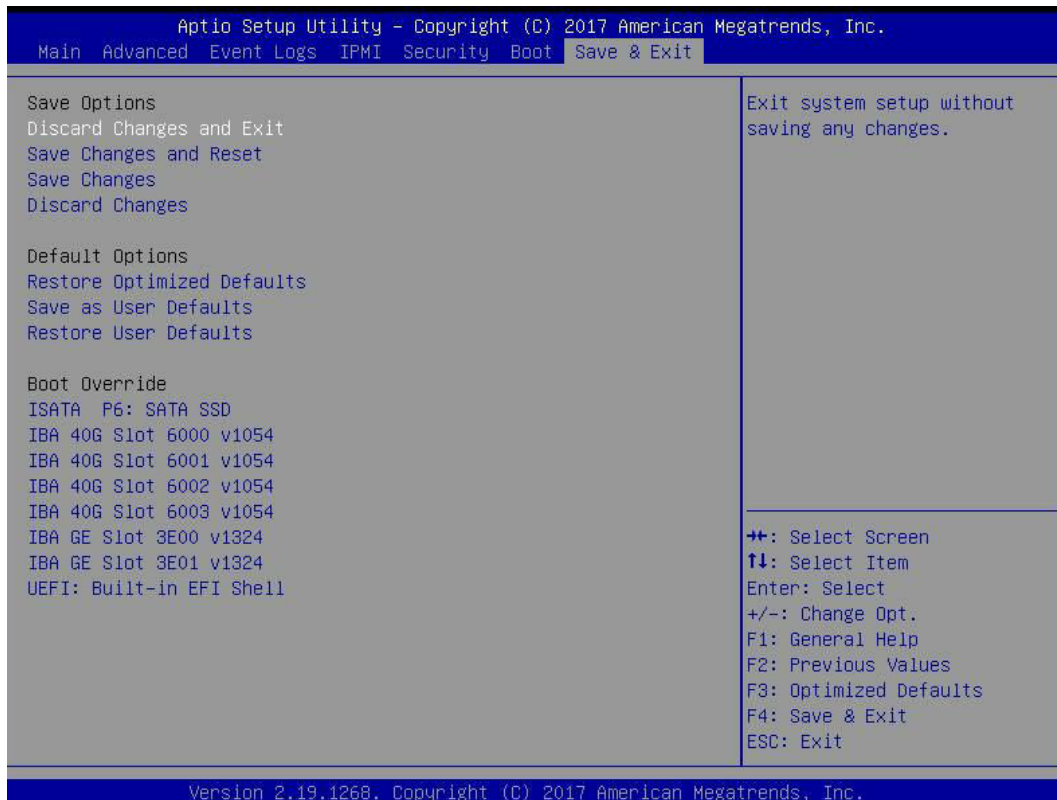 Aptio Setup Utility – Copyright (C) 2017 American Megatrends, Inc.
Main Advanced Event Logs IPMI Security Boot Save & Exit
Save Options
Discard Changes and Exit
Save Changes and Reset
Save Changes
Discard Changes
Default Options
Restore Optimized Defaults
Save as User Defaults
Restore User Defaults
Boot Override
ISATA P6: SATA SSD
IBA 40G Slot 6000 v1054
IBA 40G Slot 6001 v1054
IBA 40G Slot 6002 v1054
IBA 40G Slot 6003 v1054
IBA GE Slot 3E00 v1324
IBA GE Slot 3E01 v1324
UEFI: Built-in EFI Shell
Exit system setup without
saving any changes.
→←: Select Screen
↑↓: Select Item
Enter: Select
+/-: Change Opt.
F1: General Help
F2: Previous Values
F3: Optimized Defaults
F4: Save & Exit
ESC: Exit
Version 2.19.1268. Copyright (C) 2017 American Megatrends, Inc.